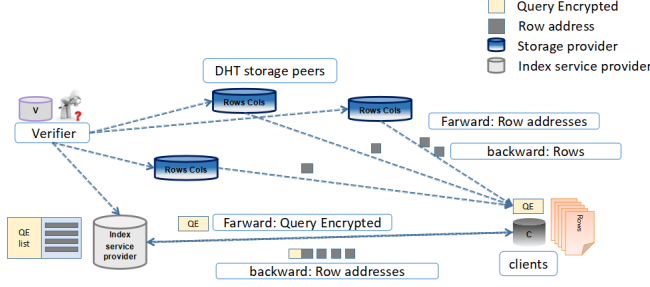 Query Encrypted
Row address
Storage provider
Index service provider
DHT storage peers
V
?
Verifier
Rows Cols
Rows Cols
Farward: Row addresses
backward: Rows
Rows Cols
QE
Rows
C
clients
QE
list
Index
service
provider
QE
Farward: Query Encrypted
backward: Row addresses